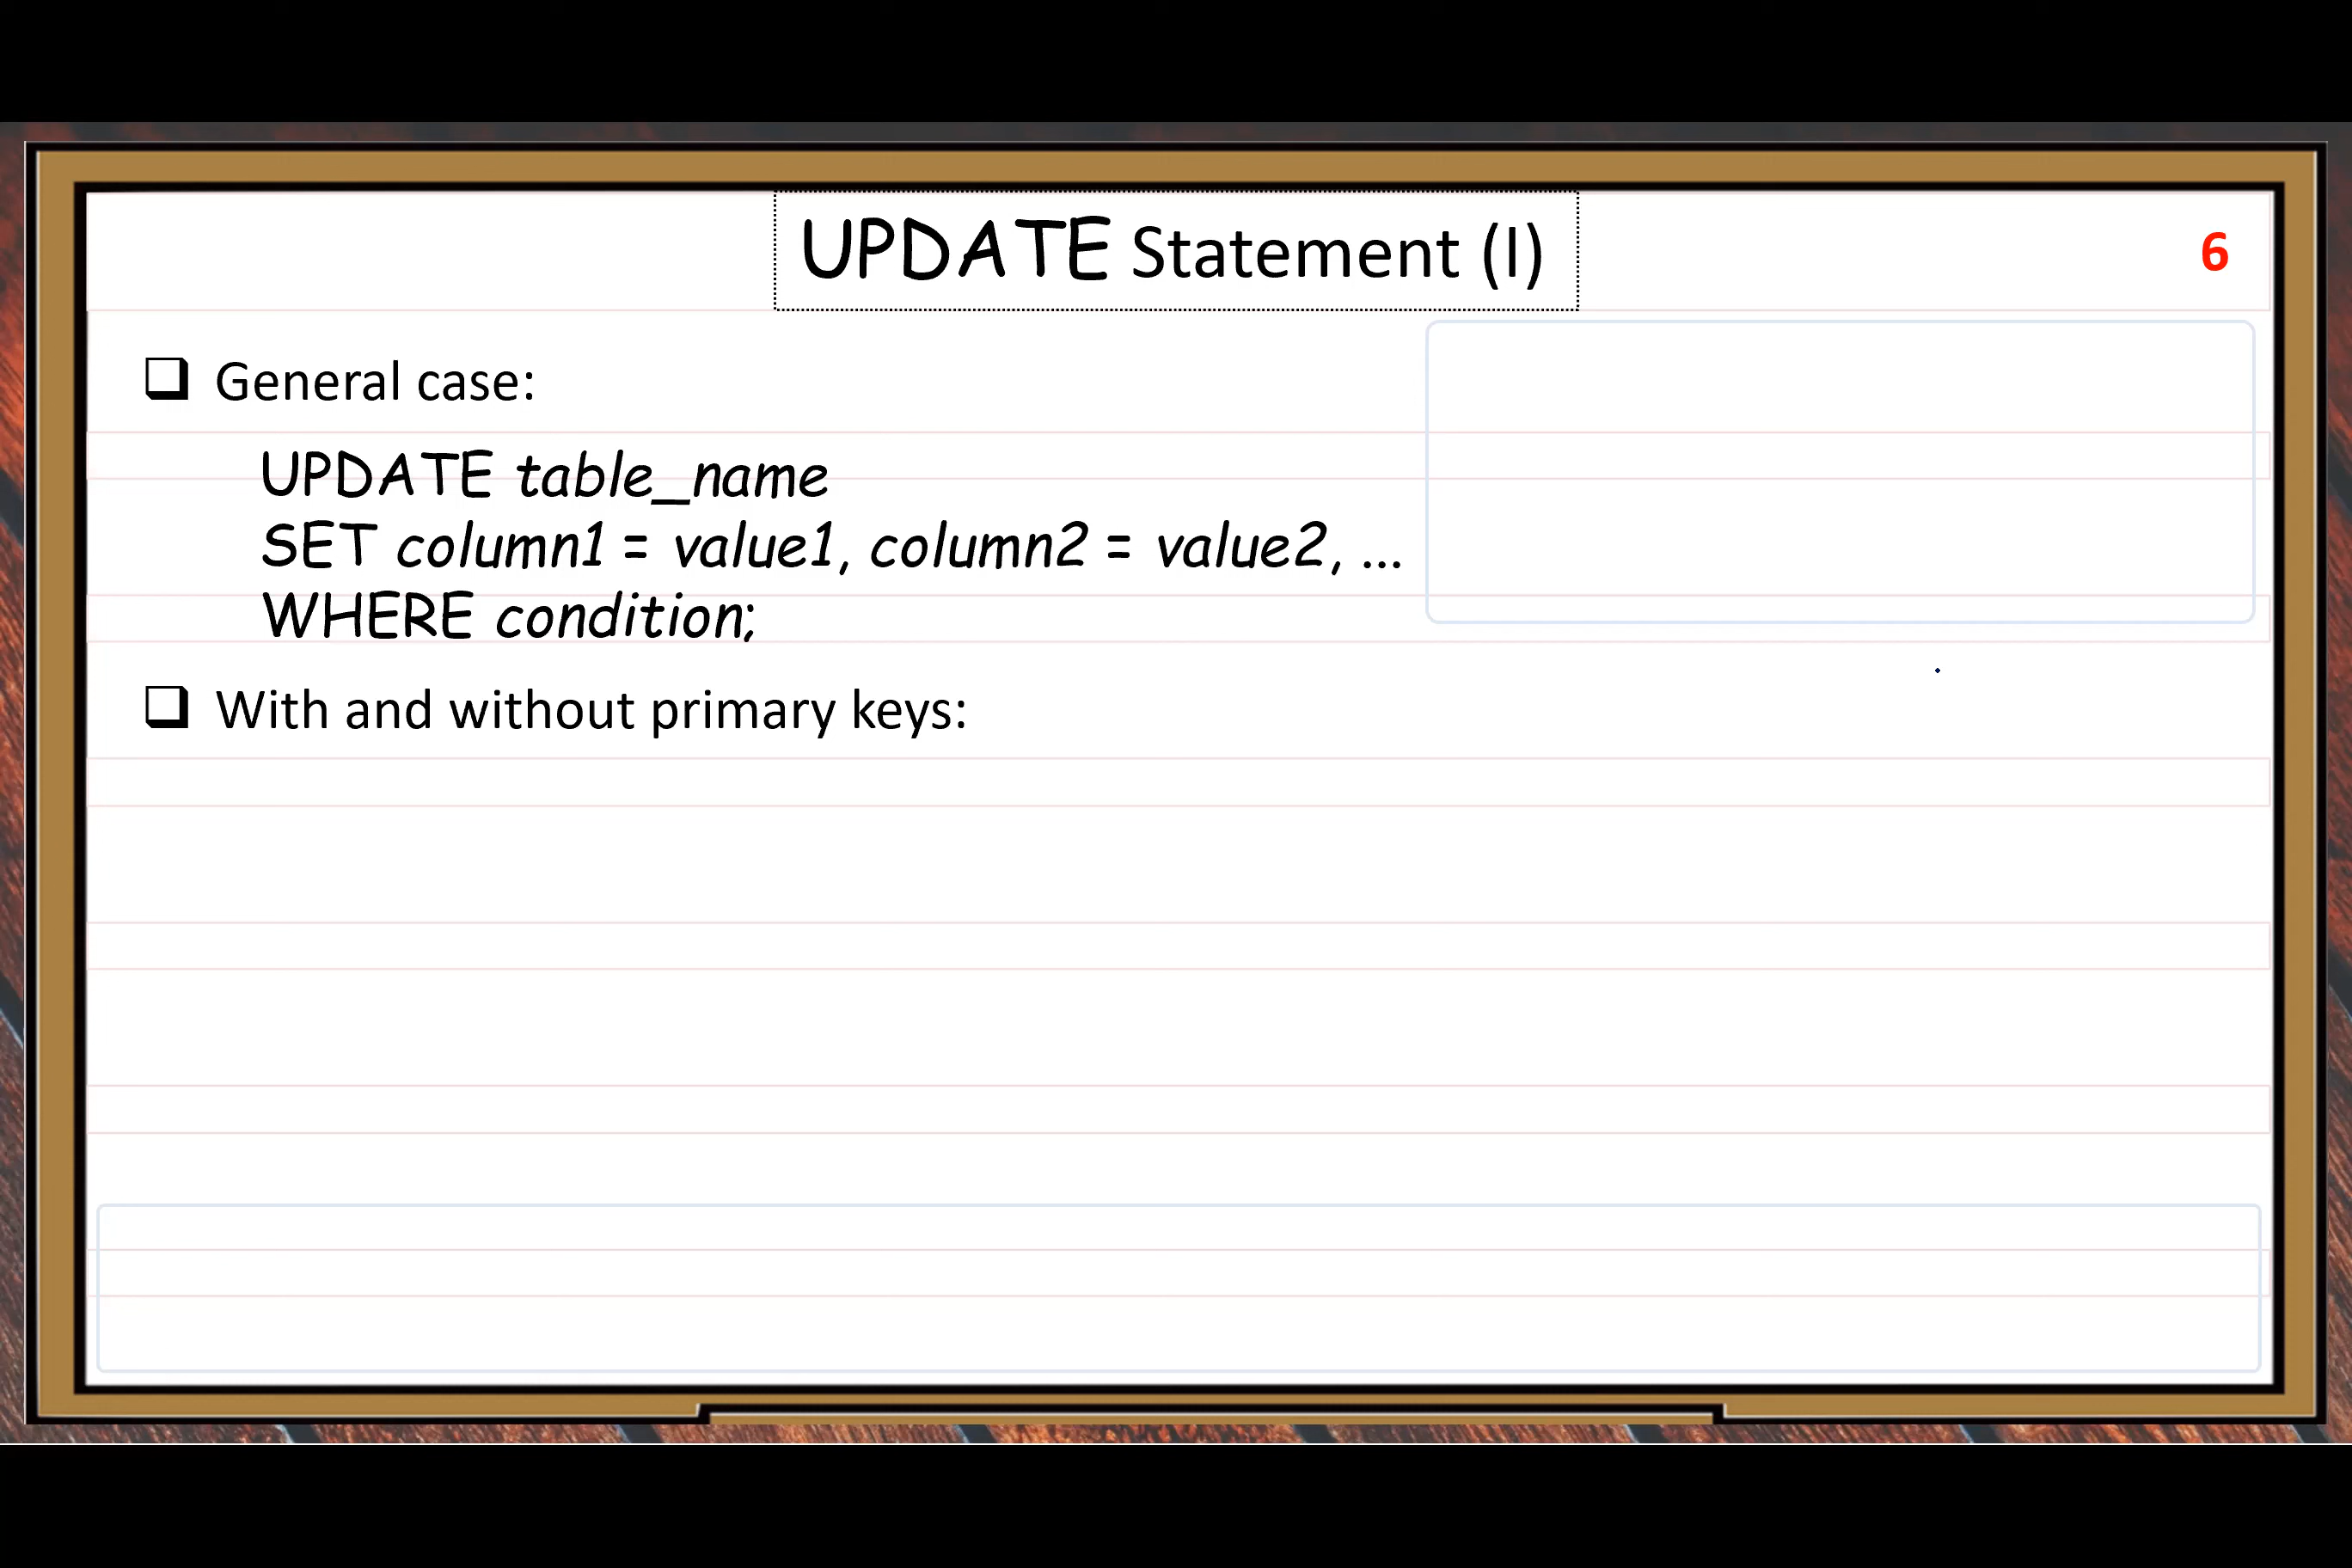 UPDATE Statement (I)
6
General case:
UPDATE table_name
SET column1 = value1, column2 = value2, ...
WHERE condition;
With and without primary keys: